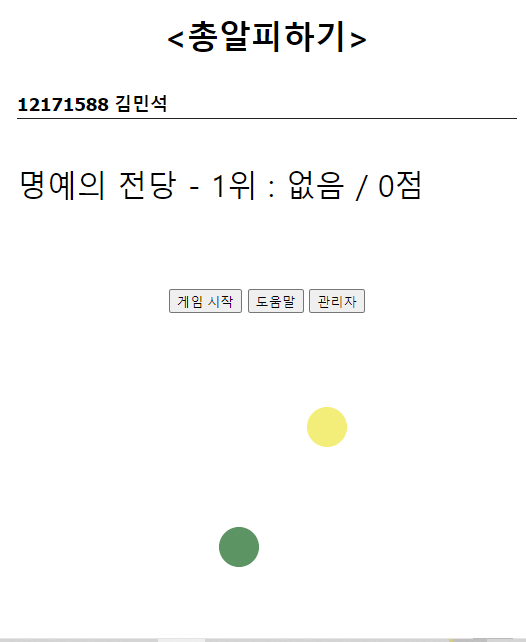 <총알피하기>
12171588 김민석
명예의 전당 - 1위 : 없음 / 0점
게임 시작 도움말 관리자